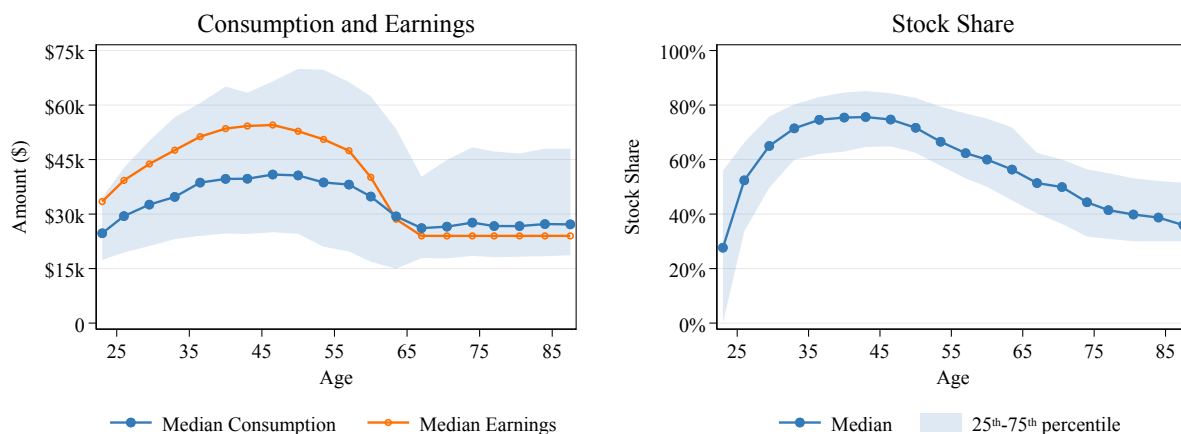 Consumption and Earnings
$75k
$60k
$45k
$30k
$15k
0
Amount ($)
25 35 45 55 65 75 85
Age
Median Consumption Median Earnings
Stock Share
100%
80%
60%
40%
20%
0%
Stock Share
25 35 45 55 65 75 85
Age
Median 25th-75th percentile